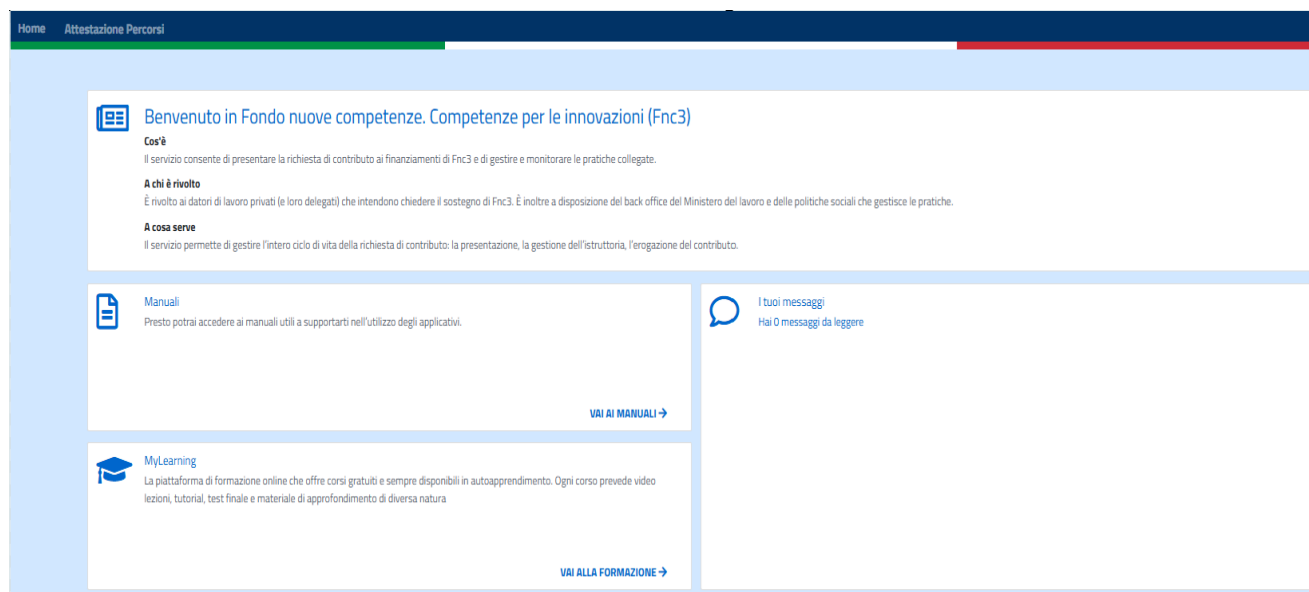 Home Attestazione Percorsi
Benvenuto in Fondo nuove competenze. Competenze per le innovazioni (Fnc3)
Cos'è
Il servizio consente di presentare la richiesta di contributo ai finanziamenti di Fnc3 e di gestire e monitorare le pratiche collegate.
A chi è rivolto
È rivolto ai datori di lavoro privati (e loro delegati) che intendono chiedere il sostegno di Fnc3. È inoltre a disposizione del back office del Ministero del lavoro e delle politiche sociali che gestisce le pratiche.
A cosa serve
Il servizio permette di gestire l'intero ciclo di vita della richiesta di contributo: la presentazione, la gestione dell'istruttoria, l'erogazione del contributo.
Manuali
Presto potrai accedere ai manuali utili a supportarti nell'utilizzo degli applicativi.
VAI AI MANUALI →
I tuoi messaggi
Hai 0 messaggi da leggere
MyLearning
La piattaforma di formazione online che offre corsi gratuiti e sempre disponibili in autoapprendimento. Ogni corso prevede video
lezioni, tutorial, test finale e materiale di approfondimento di diversa natura
VAI ALLA FORMAZIONE →